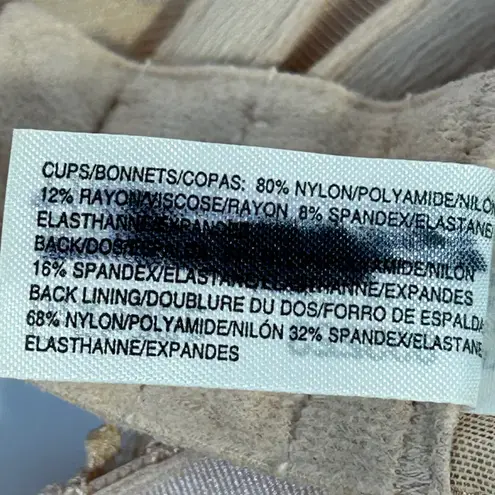 CUPS/BONNETS/COPAS: 80% NYLON/POLYAMIDE/NILÓ
12% RAYON/VISCOSE/RAYON 8% SPANDEX/ELASTANE
ELASTHANNE/EXPANDES
BACK/DOS/
16% SPANDEX/ELASTANE/ELASTHANNE/EXPANDES
BACK LINING/DOUBLURE DU DOS/FORRO DE ESPALDA
68% NYLON/POLYAMIDE/NILÓN 32% SPANDEX/ELASTANE
ELASTHANNE/EXPANDES